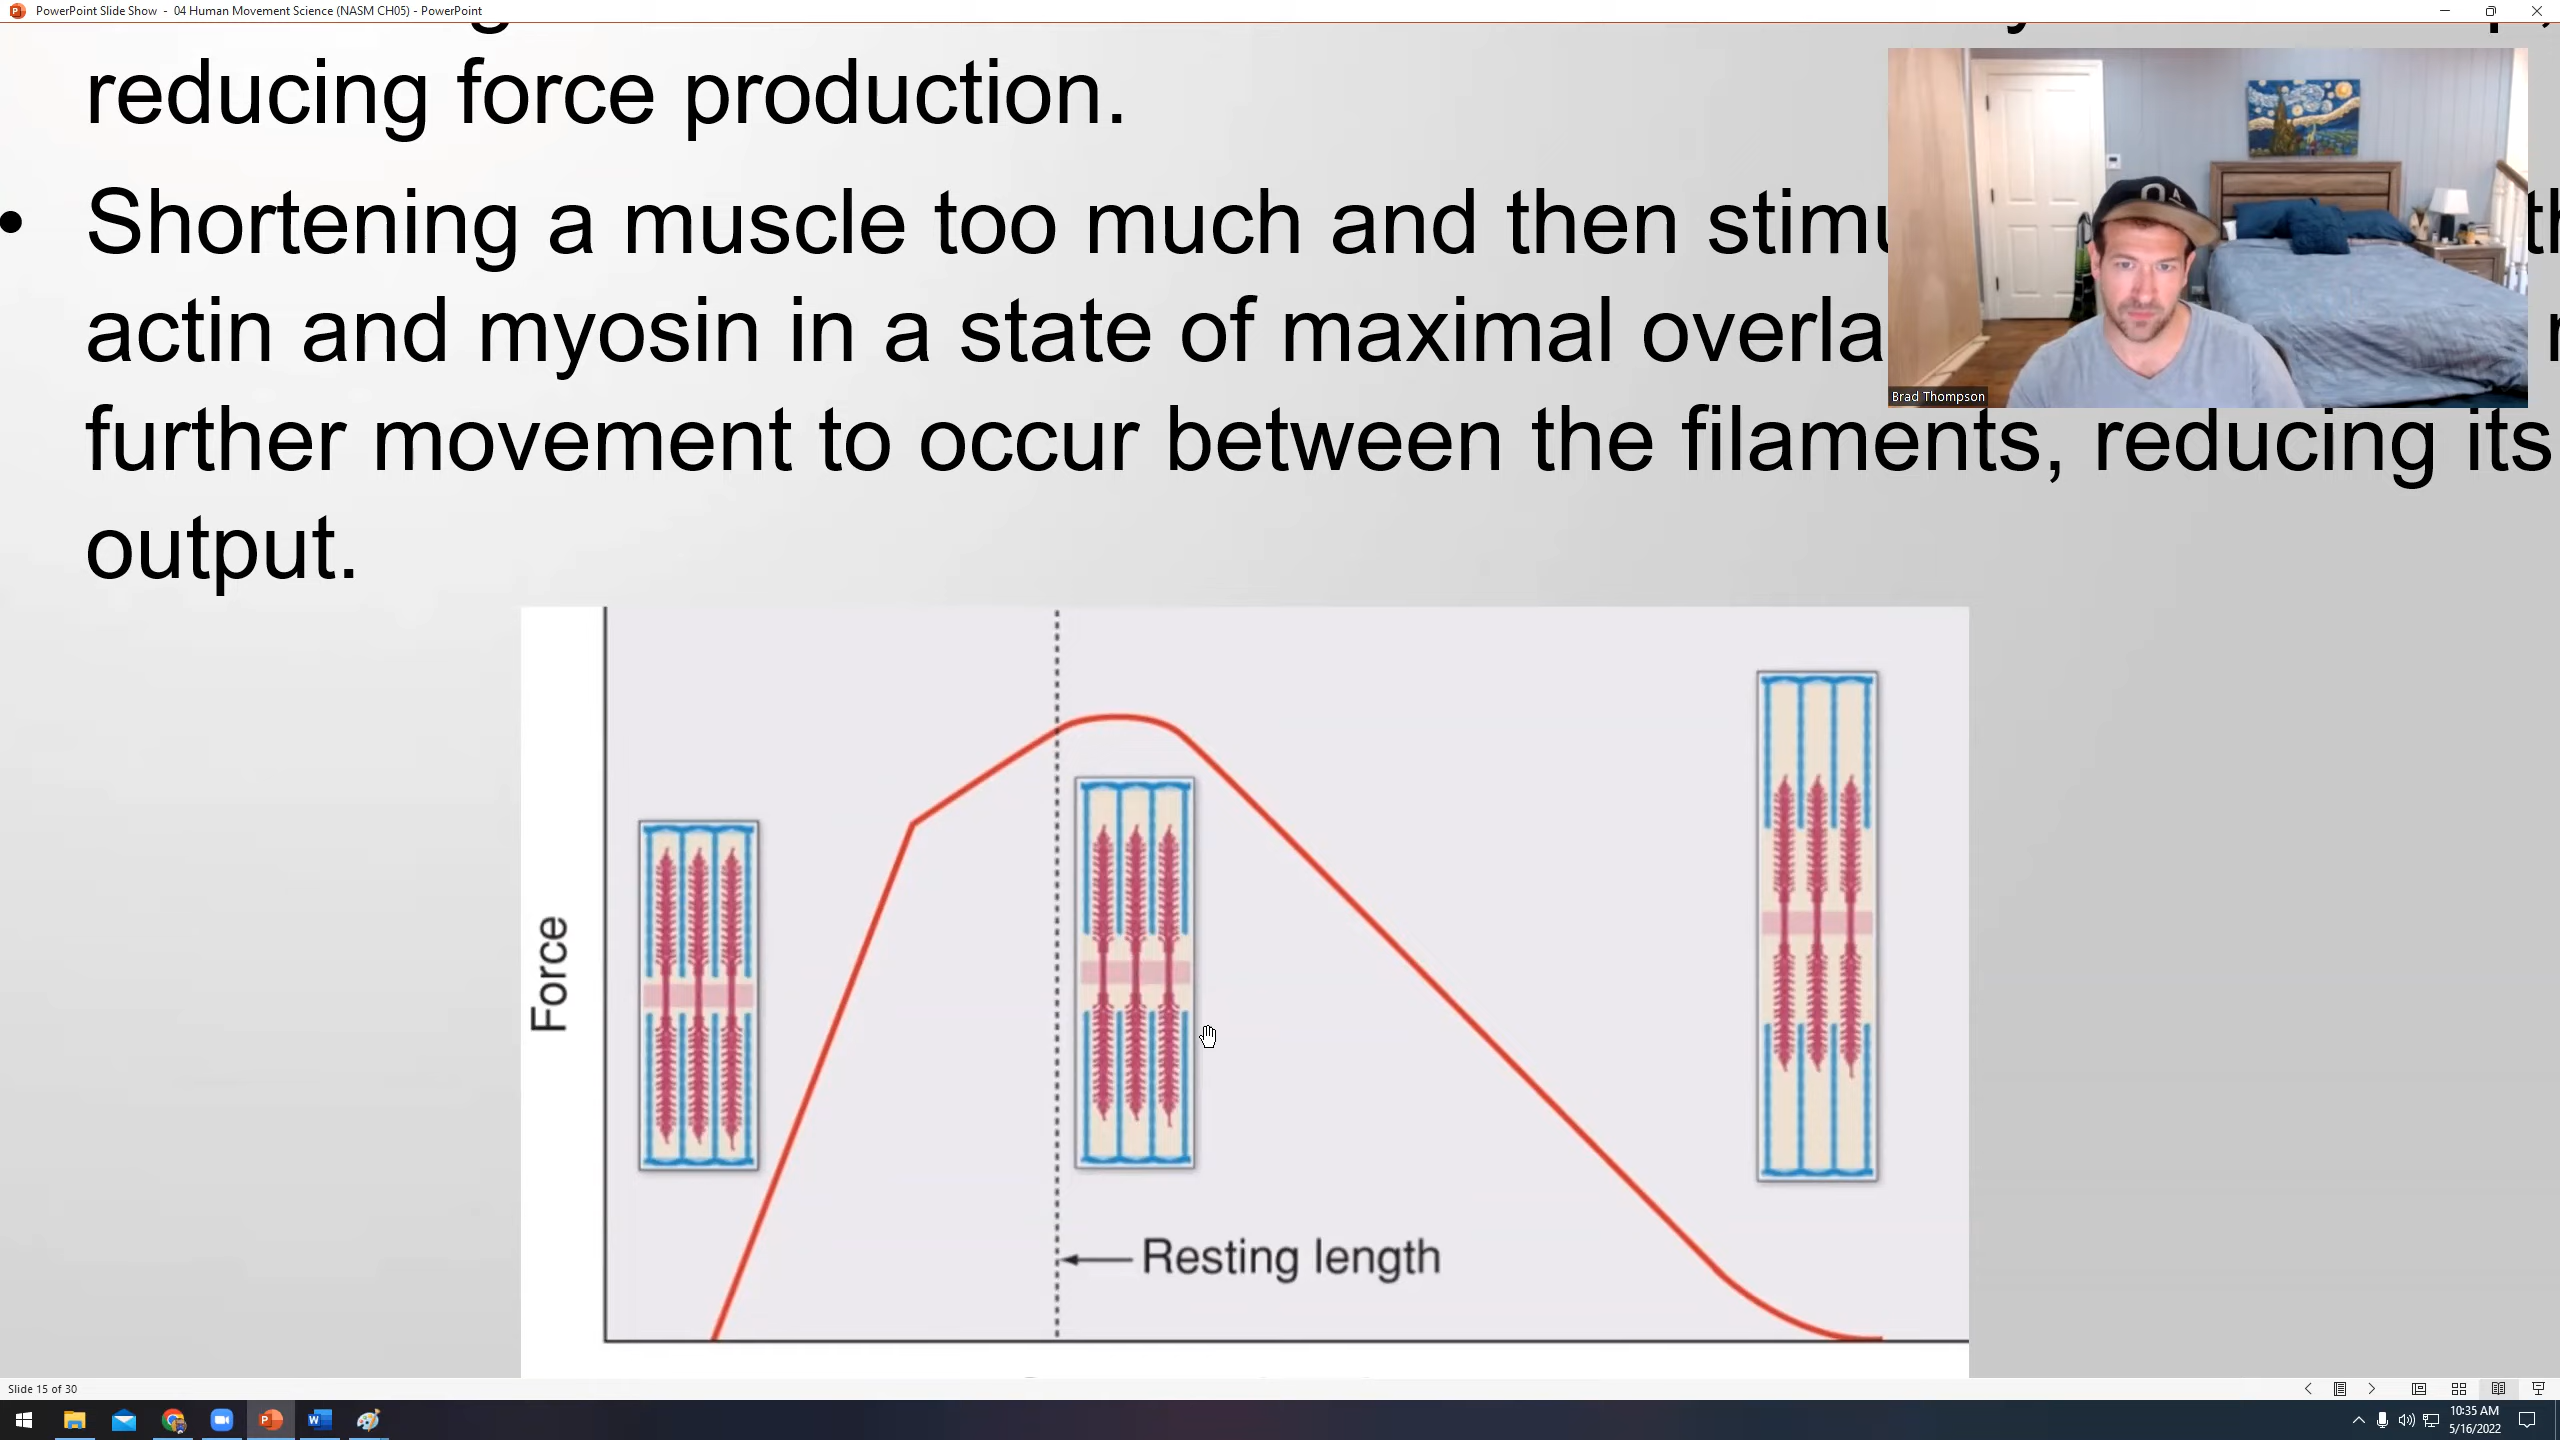 PowerPoint Slide Show - 04 Human Movement Science (NASM CH05) - PowerPoint
reducing force production.
• Shortening a muscle too much and then
actin and myosin in a state of maximal
further movement to occur between the filaments, reducing its
output.
Brad Thompson
Force
Resting length
Slide 15 of 30
10:35 AM
5/16/2022